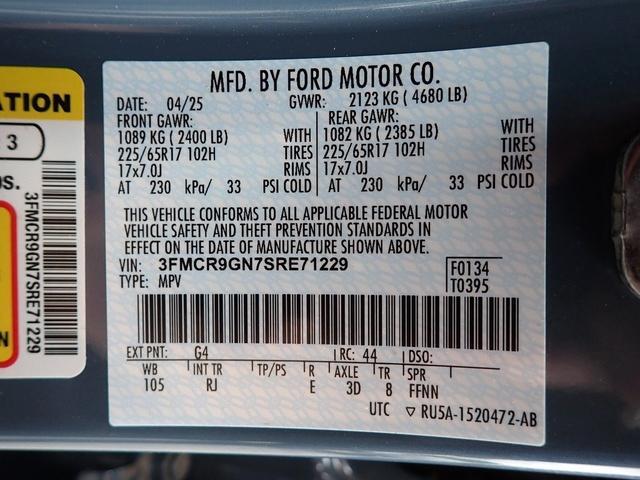 MFD. BY FORD MOTOR CO.
DATE: 04/25 GVWR: 2123 KG ( 4680 LB)
FRONT GAWR: REAR GAWR:
1089 KG ( 2400 LB) WITH 1082 KG ( 2385 LB) WITH
225/65R17 102H TIRES 225/65R17 102H TIRES
17x7.0J RIMS 17x7.0J RIMS
AT 230 kPa/ 33 PSI COLD AT 230 kPa/ 33 PSI COLD
THIS VEHICLE CONFORMS TO ALL APPLICABLE FEDERAL MOTOR
VEHICLE SAFETY AND THEFT PREVENTION STANDARDS IN
EFFECT ON THE DATE OF MANUFACTURE SHOWN ABOVE.
VIN: 3FMCR9GN7SRE71229 F0134
TYPE: MPV T0395
EXT PNT: G4 RC: 44 DSO:
WB INT TR TP/PS R AXLE TR SPR
105 RJ E 3D 8 FFNN
UTC ▽ RU5A-1520472-AB
ATION
3
OS.
3FMCR9GN7SRE71229
N